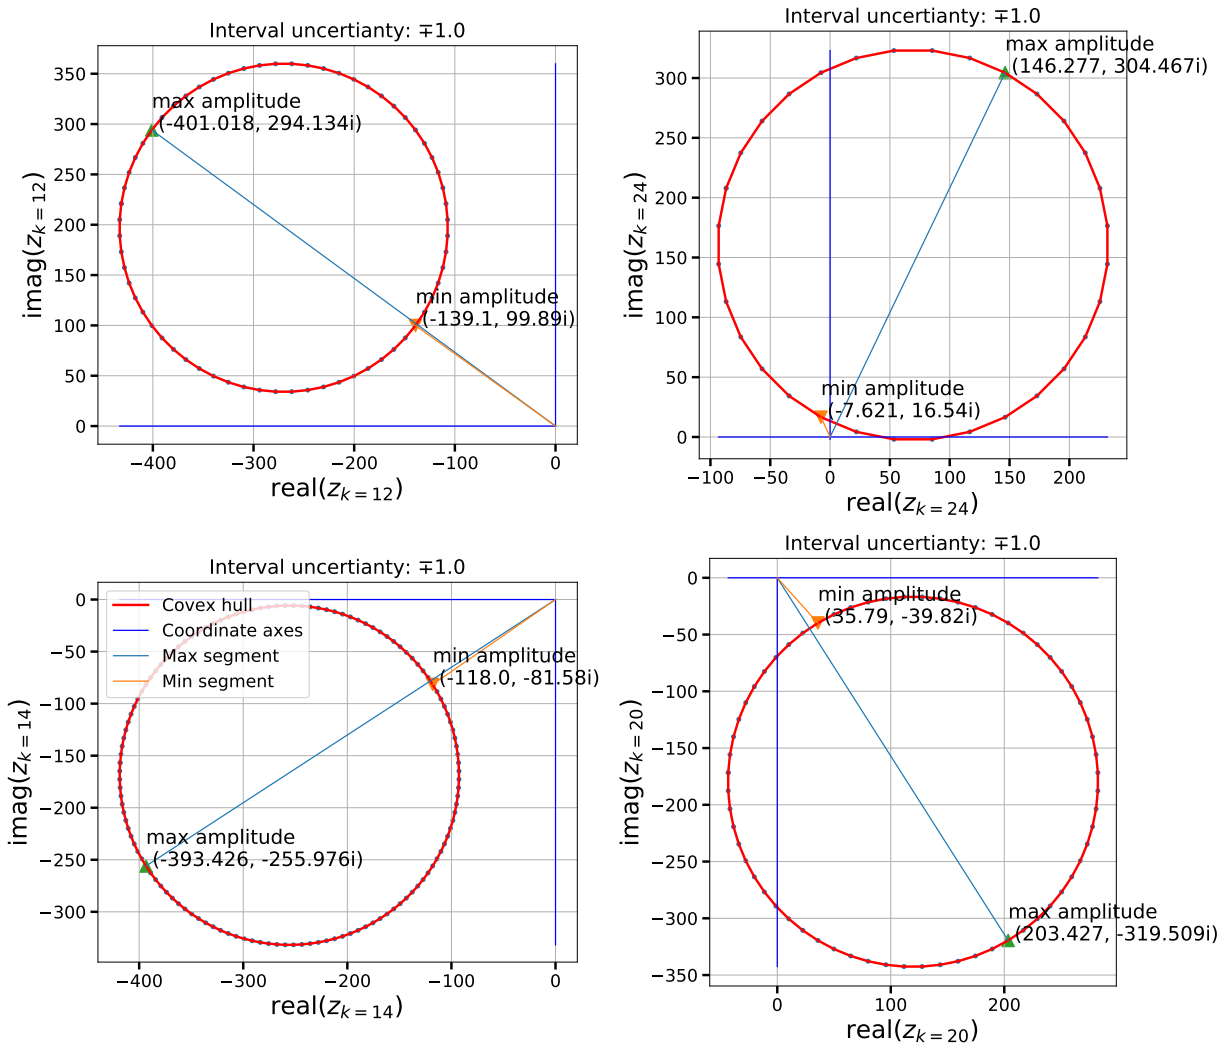 Interval uncertianty: ∓1.0
max amplitude
(-401.018, 294.134i)
min amplitude
(-139.1, 99.89i)
350
300
250
200
150
100
50
0
−400
−300
−200
−100
0
imag(z_{k=12})
real(z_{k=12})
Interval uncertianty: ∓1.0
max amplitude
(146.277, 304.467i)
min amplitude
(-7.621, 16.54i)
300
250
200
150
100
50
0
−100
−50
0
50
100
150
200
imag(z_{k=24})
real(z_{k=24})
Interval uncertianty: ∓1.0
Covex hull
Coordinate axes
Max segment
Min segment
min amplitude
(-118.0, -81.58i)
max amplitude
(-393.426, -255.976i)
0
−50
−100
−150
−200
−250
−300
−400
−300
−200
−100
0
imag(z_{k=14})
real(z_{k=14})
Interval uncertianty: ∓1.0
min amplitude
(35.79, -39.82i)
max amplitude
(203.427, -319.509i)
0
−50
−100
−150
−200
−250
−300
−350
0
100
200
imag(z_{k=20})
real(z_{k=20})